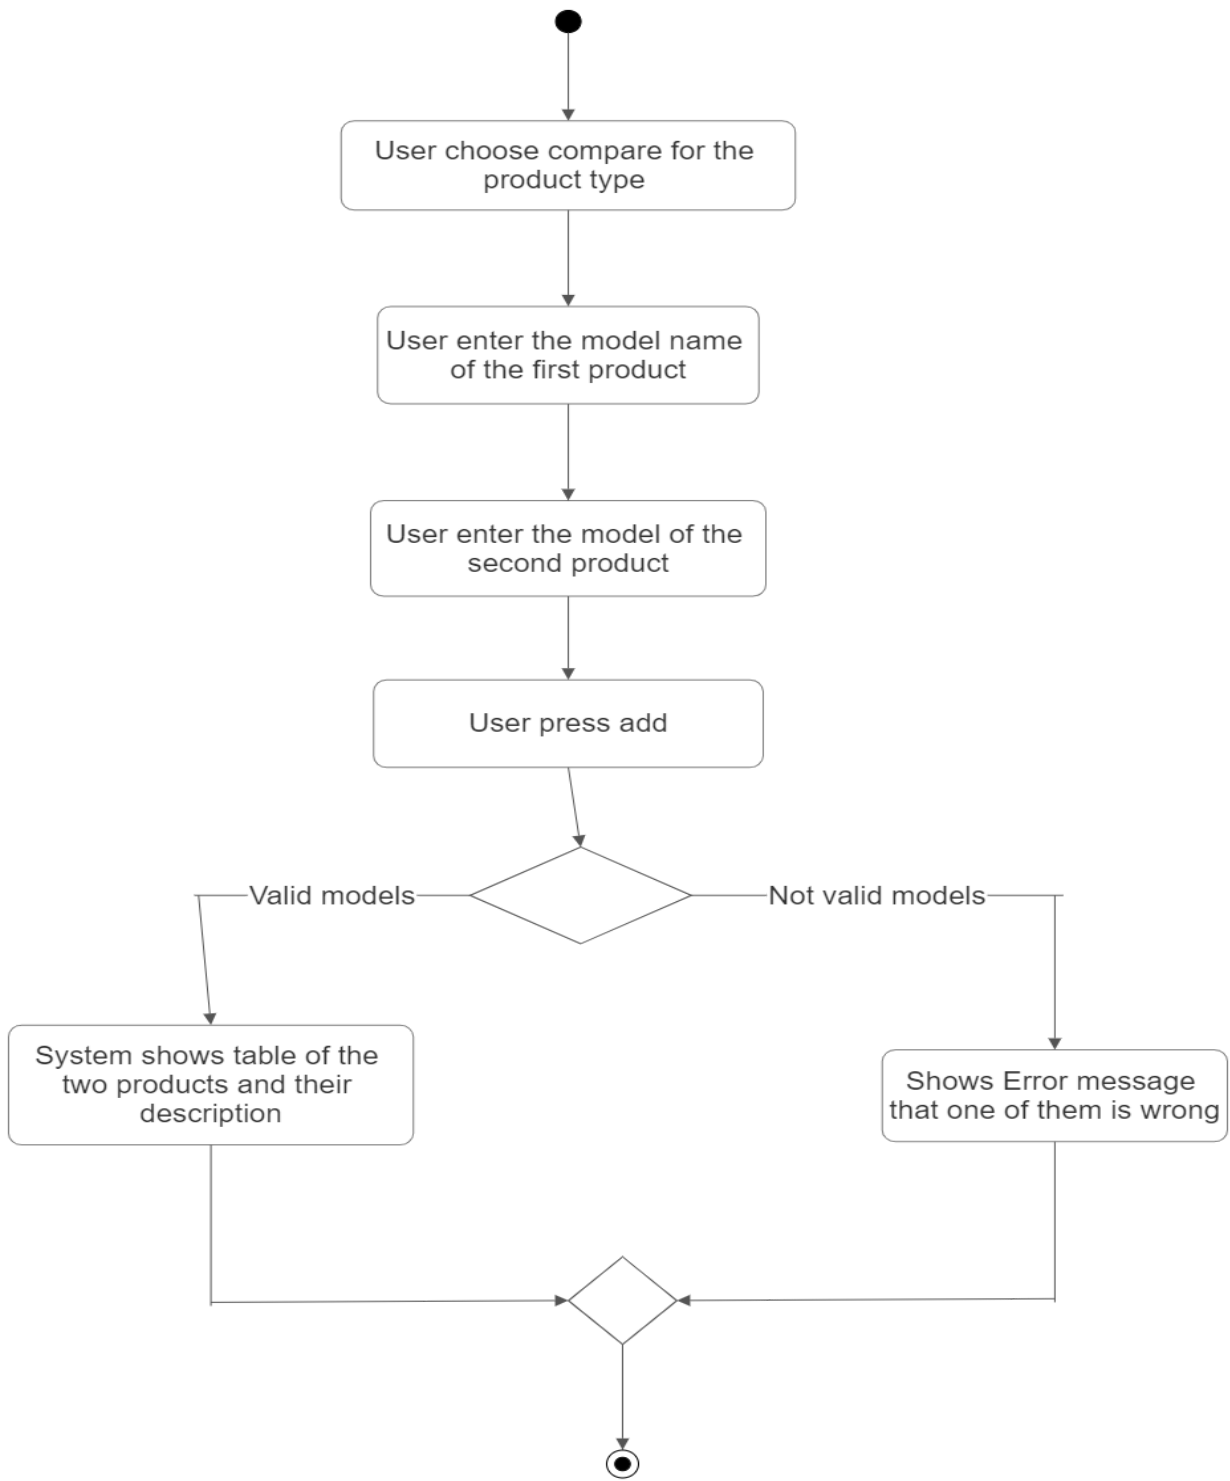 User choose compare for the
product type
User enter the model name
of the first product
User enter the model of the
second product
User press add
Valid models
Not valid models
System shows table of the
two products and their
description
Shows Error message
that one of them is wrong